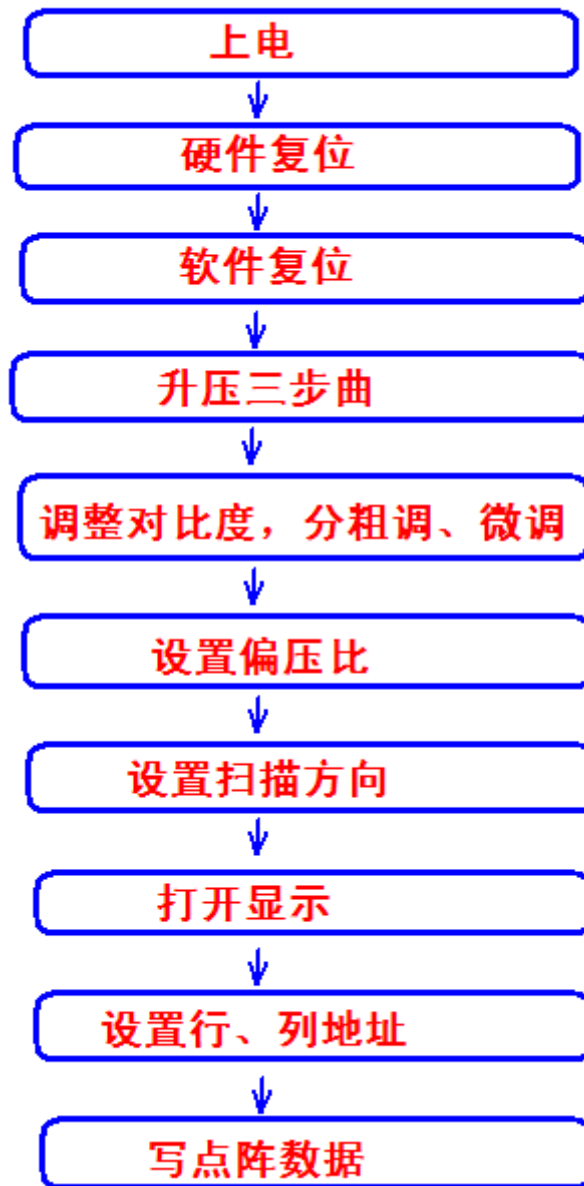 上电
硬件复位
软件复位
升压三步曲
调整对比度，分粗调、微调
设置偏压比
设置扫描方向
打开显示
设置行、列地址
写点阵数据